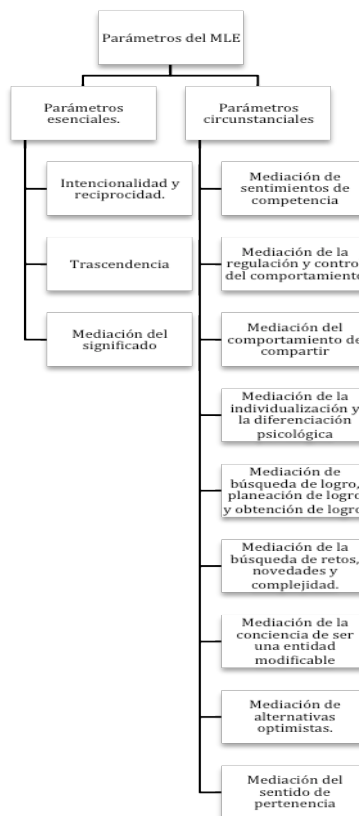 Parámetros del MLE
Parámetros
esenciales.
Intencionalidad y
reciprocidad.
Trascendencia
Mediación del
significado
Parámetros
circunstanciales
Mediación de
sentimientos de
competencia
Mediación de la
regulación y contro
del comportamiento
Mediación del
comportamiento de
compartir
Mediación de la
individualización y
la diferenciación
psicológica
Mediación de
búsqueda de logro,
planeación de logro
y obtención de logro
Mediación de la
búsqueda de retos,
novedades y
complejidad.
Mediación de la
conciencia de ser
una entidad
modificable
Mediación de
alternativas
optimistas.
Mediación del
sentido de
pertenencia